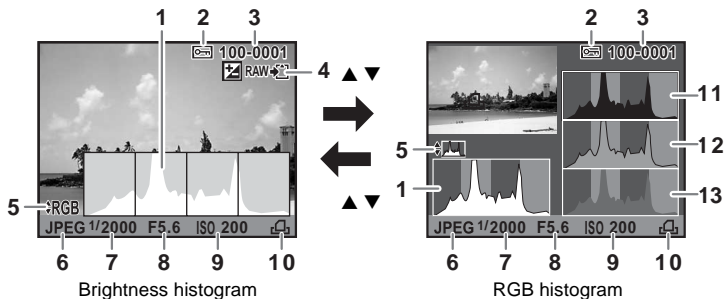 1 2 3
100-0001
RAW
4
5
RGB
JPEG 1/2000 F5.6 ISO 200
6 7 8 9 10
Brightness histogram
▲ ▼
▲ ▼
2 3
100-0001
11
5
12
1
13
JPEG 1/2000 F5.6 ISO 200
6 7 8 9 10
RGB histogram